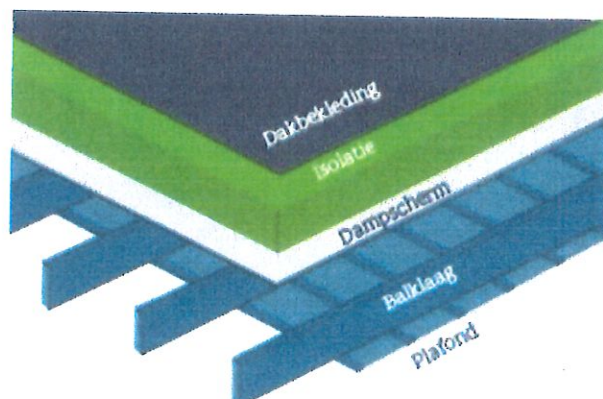 Dakbekleding
Isolatie
Dampscherm
Balklaag
Plafond